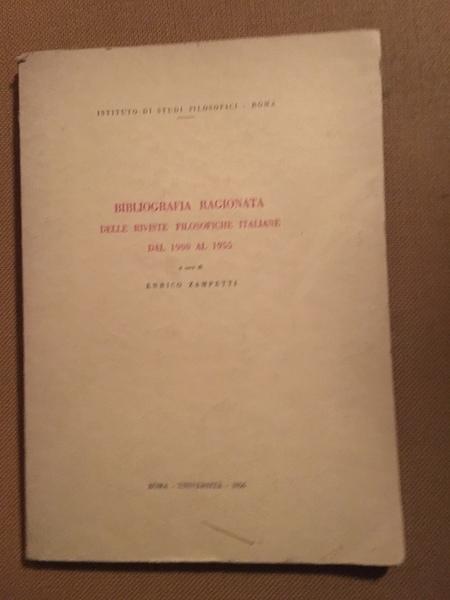 ISTITUTO DI STUDI FILOSOFICI - ROMA
BIBLIOGRAFIA RAGIONATA
DELLE RIVISTE FILOSOFICHE ITALIANE
DAL 1900 AL 1955
a cura di
ENRICO ZAMPETTI
ROMA - UNIVERSITÀ - 1956